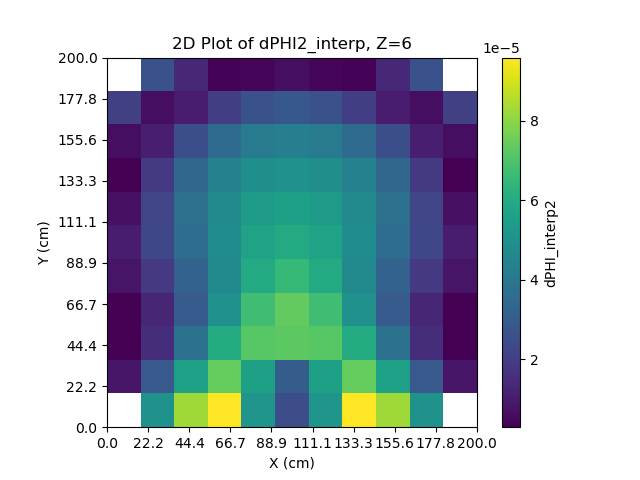 2D Plot of dPHI2_interp, Z=6
1e−5
200.0
177.8
155.6
133.3
111.1
88.9
66.7
44.4
22.2
0.0
Y (cm)
0.0 22.2 44.4 66.7 88.9 111.1 133.3 155.6 177.8 200.0
X (cm)
8
6
4
2
dPHI_interp2